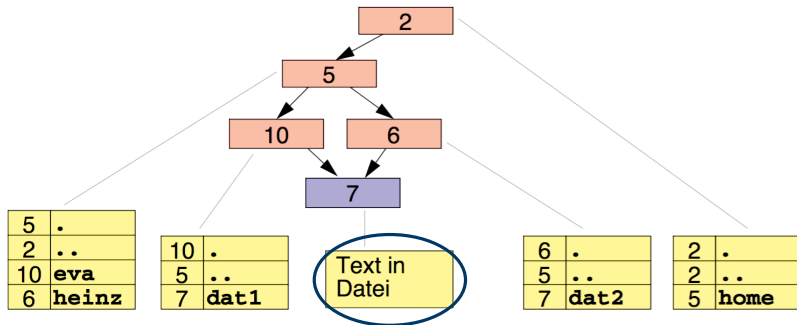 2
5
10 6
7
5 .
2 ..
10 eva
6 heinz
10 .
5 ..
7 dat1
Text in
Datei
6 .
5 ..
7 dat2
2 .
2 ..
5 home